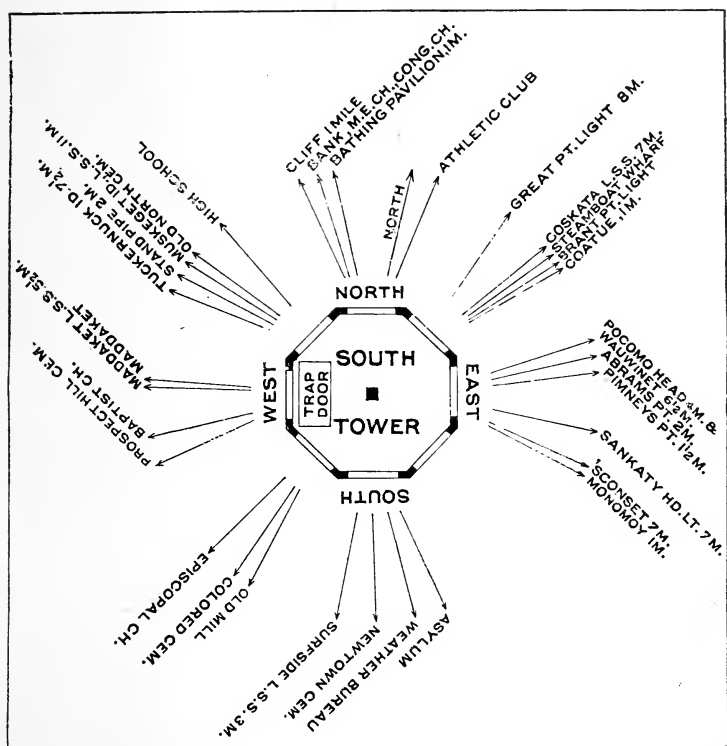 CLIFF 1 MILE
BANK, M.E. CH., CONG. CH.
BATHING PAVILION, 1M.
NORTH
ATHLETIC CLUB
GREAT PT. LIGHT 8M.
COSKATA L.S.S. 7M.
STEAMBOAT WHARF
BRANT PT. LIGHT
COATUE, 1M.
POCOMO HEAD 4M. &
WAUWINET 6½M.
ABRAMS PT. 2M.
PIMNEYS PT. 1½M.
SANKATY HD. LT. 7M.
'SCONSET 7M.
MONOMOY 1M.
ASYLUM
WEATHER BUREAU
NEWTOWN CEM.
SURFSIDE L.S.S. 3M.
OLD MILL
COLORED CEM.
EPISCOPAL CH.
PROSPECT HILL CEM.
BAPTIST CH.
MADDAKET
MADDAKET L.S.S. 5½M.
TUCKERNUCK ID. 7½M.
STAND PIPE 2M.
MUSKEGET ID. L.S.S. 11M.
OLD NORTH CEM.
HIGH SCHOOL
NORTH
EAST
SOUTH
WEST
SOUTH
TOWER
TRAP
DOOR